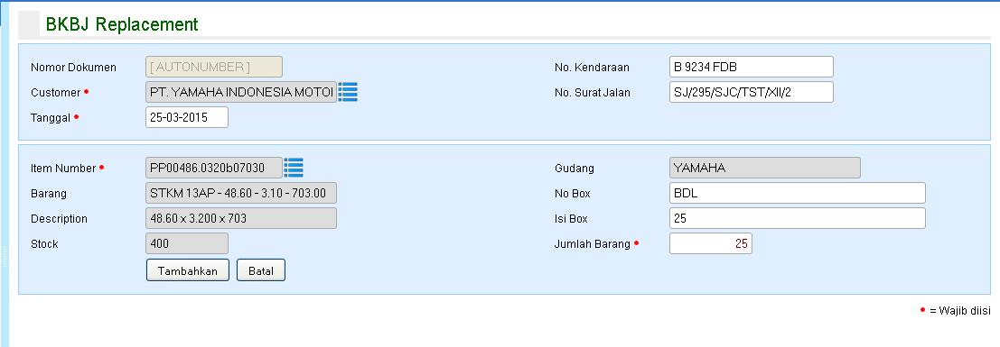 BKBJ Replacement
Nomor Dokumen [ AUTONUMBER ] No. Kendaraan B 9234 FDB
Customer • PT. YAMAHA INDONESIA MOTOI No. Surat Jalan SJ/295/SJC/TST/XII/2
Tanggal • 25-03-2015
Item Number • PP00486.0320b07030 Gudang YAMAHA
Barang STKM 13AP - 48.60 - 3.10 - 703.00 No Box BDL
Description 48.60 x 3.200 x 703 Isi Box 25
Stock 400 Jumlah Barang • 25
Tambahkan Batal
• = Wajib diisi